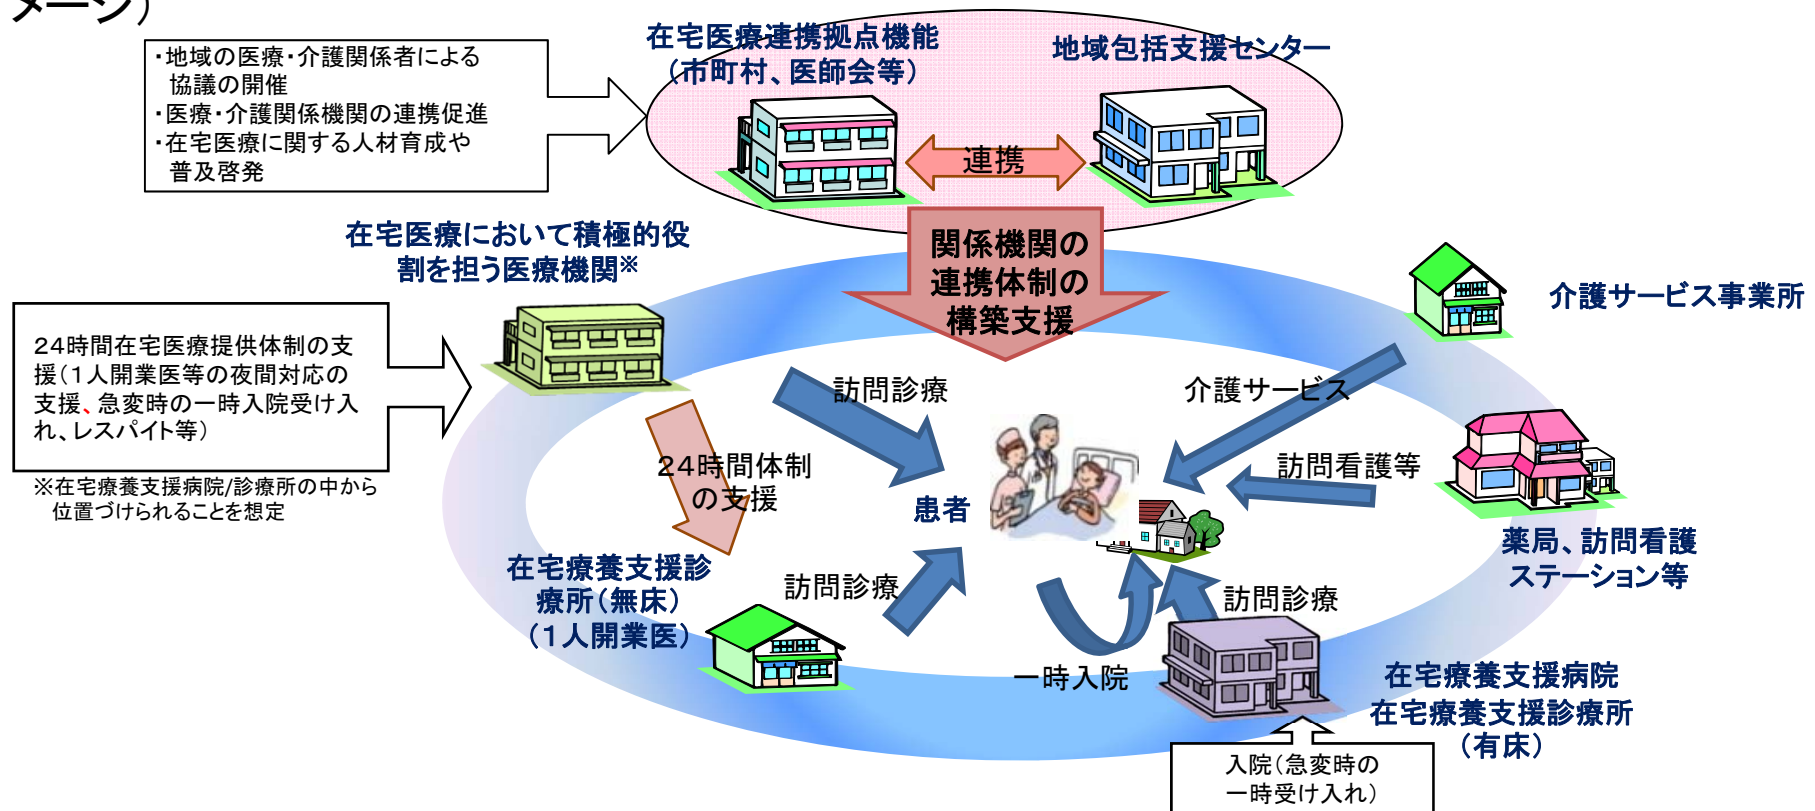 メージ）
・地域の医療・介護関係者による
協議の開催
・医療・介護関係機関の連携促進
・在宅医療に関する人材育成や
普及啓発
在宅医療連携拠点機能
（市町村、医師会等）
地域包括支援センター
連携
関係機関の
連携体制の
構築支援
在宅医療において積極的役
割を担う医療機関※
介護サービス事業所
２４時間在宅医療提供体制の支
援（１人開業医等の夜間対応の
支援、急変時の一時入院受け入
れ、レスパイト等）
※在宅療養支援病院/診療所の中から
位置づけられることを想定
訪問診療
介護サービス
２４時間体制
の支援
訪問看護等
患者
薬局、訪問看護
ステーション等
在宅療養支援診
療所（無床）
（１人開業医）
訪問診療
訪問診療
一時入院
在宅療養支援病院
在宅療養支援診療所
（有床）
入院（急変時の
一時受け入れ）